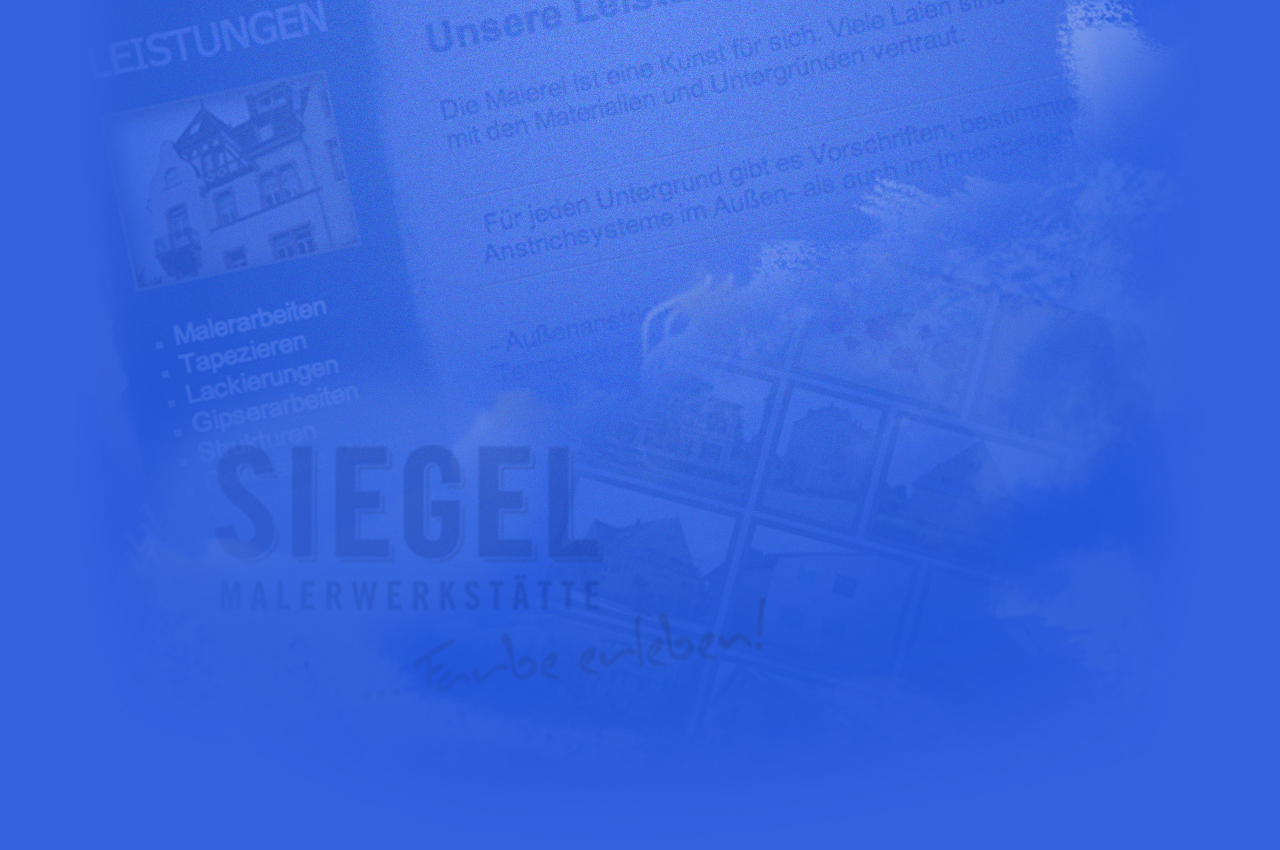 LEISTUNGEN
Malerarbeiten
Tapezieren
Lackierungen
Gipserarbeiten
Strukturen
Unsere
Die Malerei ist eine Kunst für sich. Viele Laien sind
mit den Materialien und Untergründen vertraut.
Für jeden Untergrund gibt es Vorschriften, bestimmte
Anstrichsysteme im Außen- als auch im Innenbereich
- Außenanstri
SIEGEL
MALERWERKSTÄTTE
... Farbe erleben!